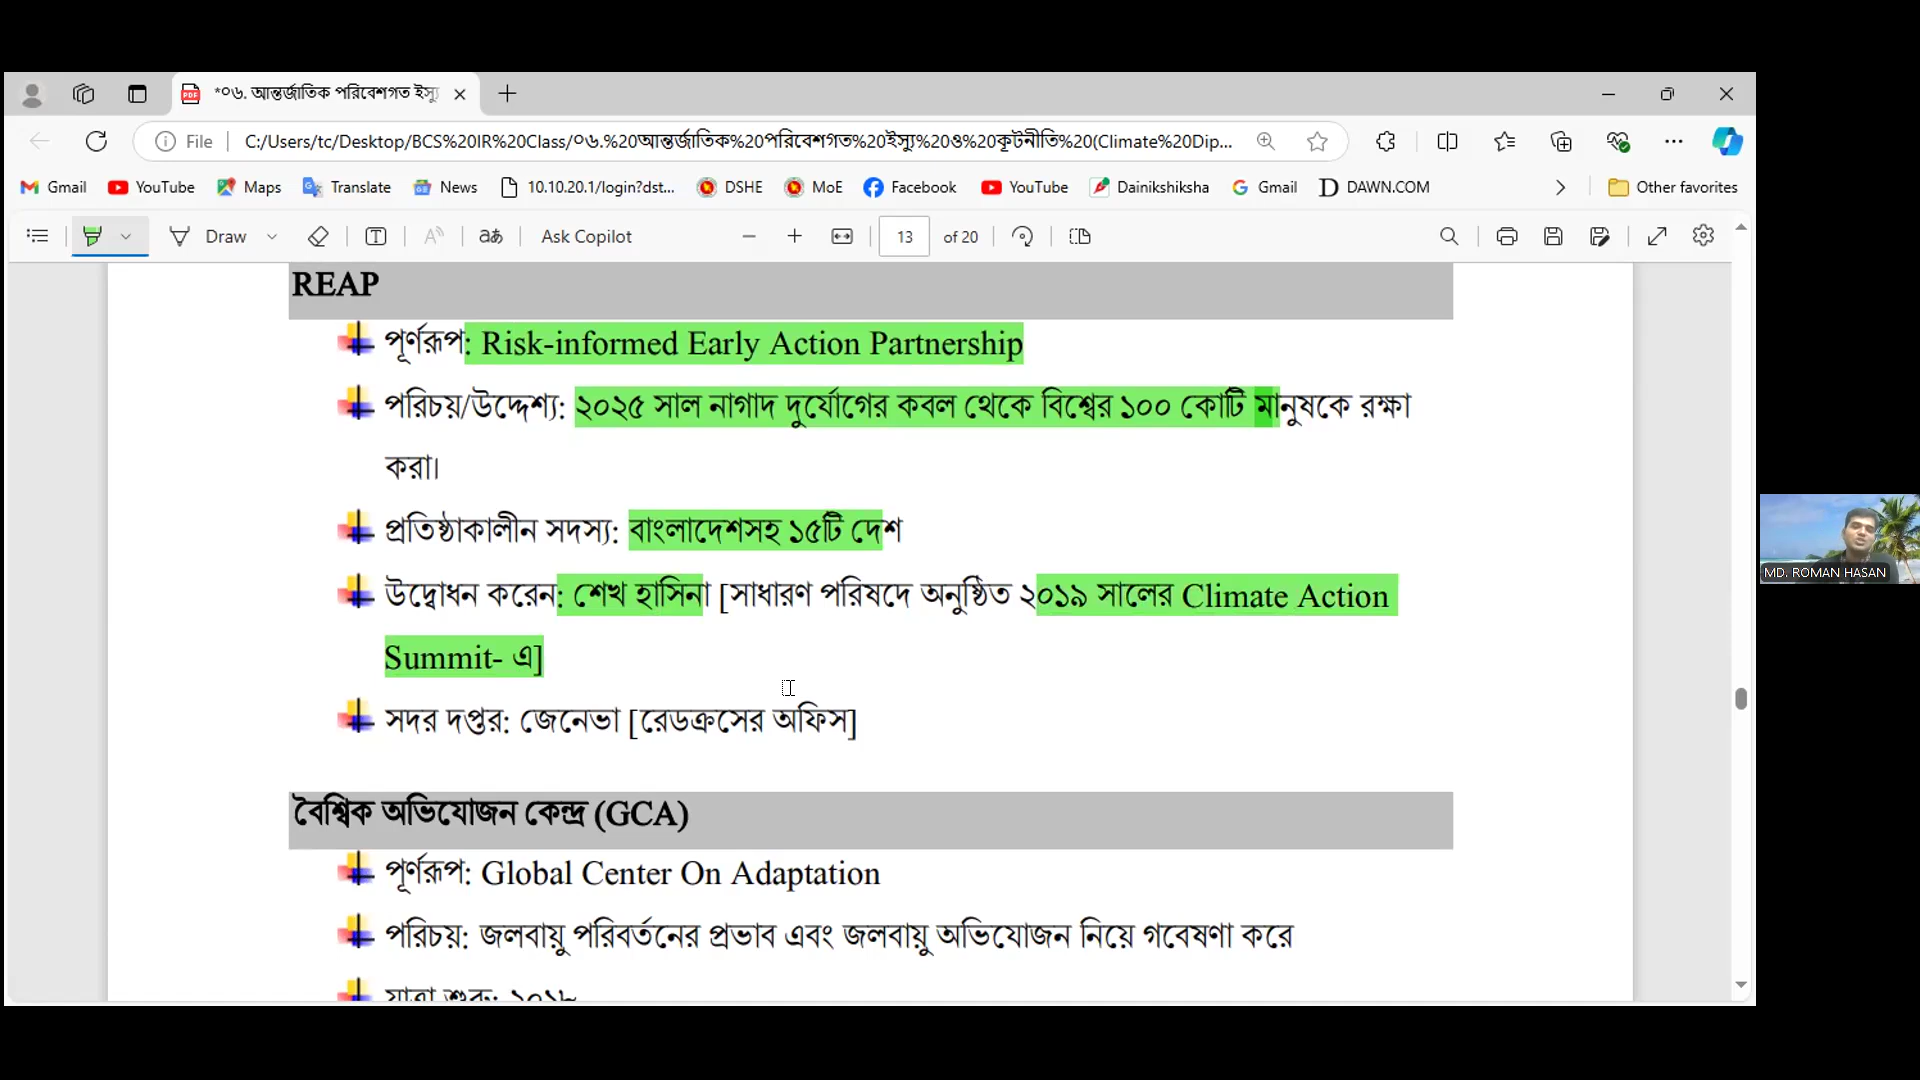 *০৬. আন্তর্জাতিক পরিবেশগত ইস্যু
File C:/Users/tc/Desktop/BCS%20IR%20Class/০৬.%20আন্তর্জাতিক%20পরিবেশগত%20ইস্যু%20ও%20কূটনীতি%20(Climate%20Dip...
Gmail YouTube Maps Translate News 10.10.20.1/login?dst... DSHE MoE Facebook YouTube Dainikshiksha Gmail DAWN.COM Other favorites
Draw Ask Copilot 13 of 20
REAP
পূর্ণরূপ: Risk-informed Early Action Partnership
পরিচয়/উদ্দেশ্য: ২০২৫ সাল নাগাদ দুর্যোগের কবল থেকে বিশ্বের ১০০ কোটি মানুষকে রক্ষা
করা।
প্রতিষ্ঠাকালীন সদস্য: বাংলাদেশসহ ১৫টি দেশ
উদ্বোধন করেন: শেখ হাসিনা [সাধারণ পরিষদে অনুষ্ঠিত ২০১৯ সালের Climate Action
Summit- এ]
সদর দপ্তর: জেনেভা [রেডক্রসের অফিস]
বৈশ্বিক অভিযোজন কেন্দ্র (GCA)
পূর্ণরূপ: Global Center On Adaptation
পরিচয়: জলবায়ু পরিবর্তনের প্রভাব এবং জলবায়ু অভিযোজন নিয়ে গবেষণা করে
যাত্রা শুরু: ২০১৮
MD. ROMAN HASAN